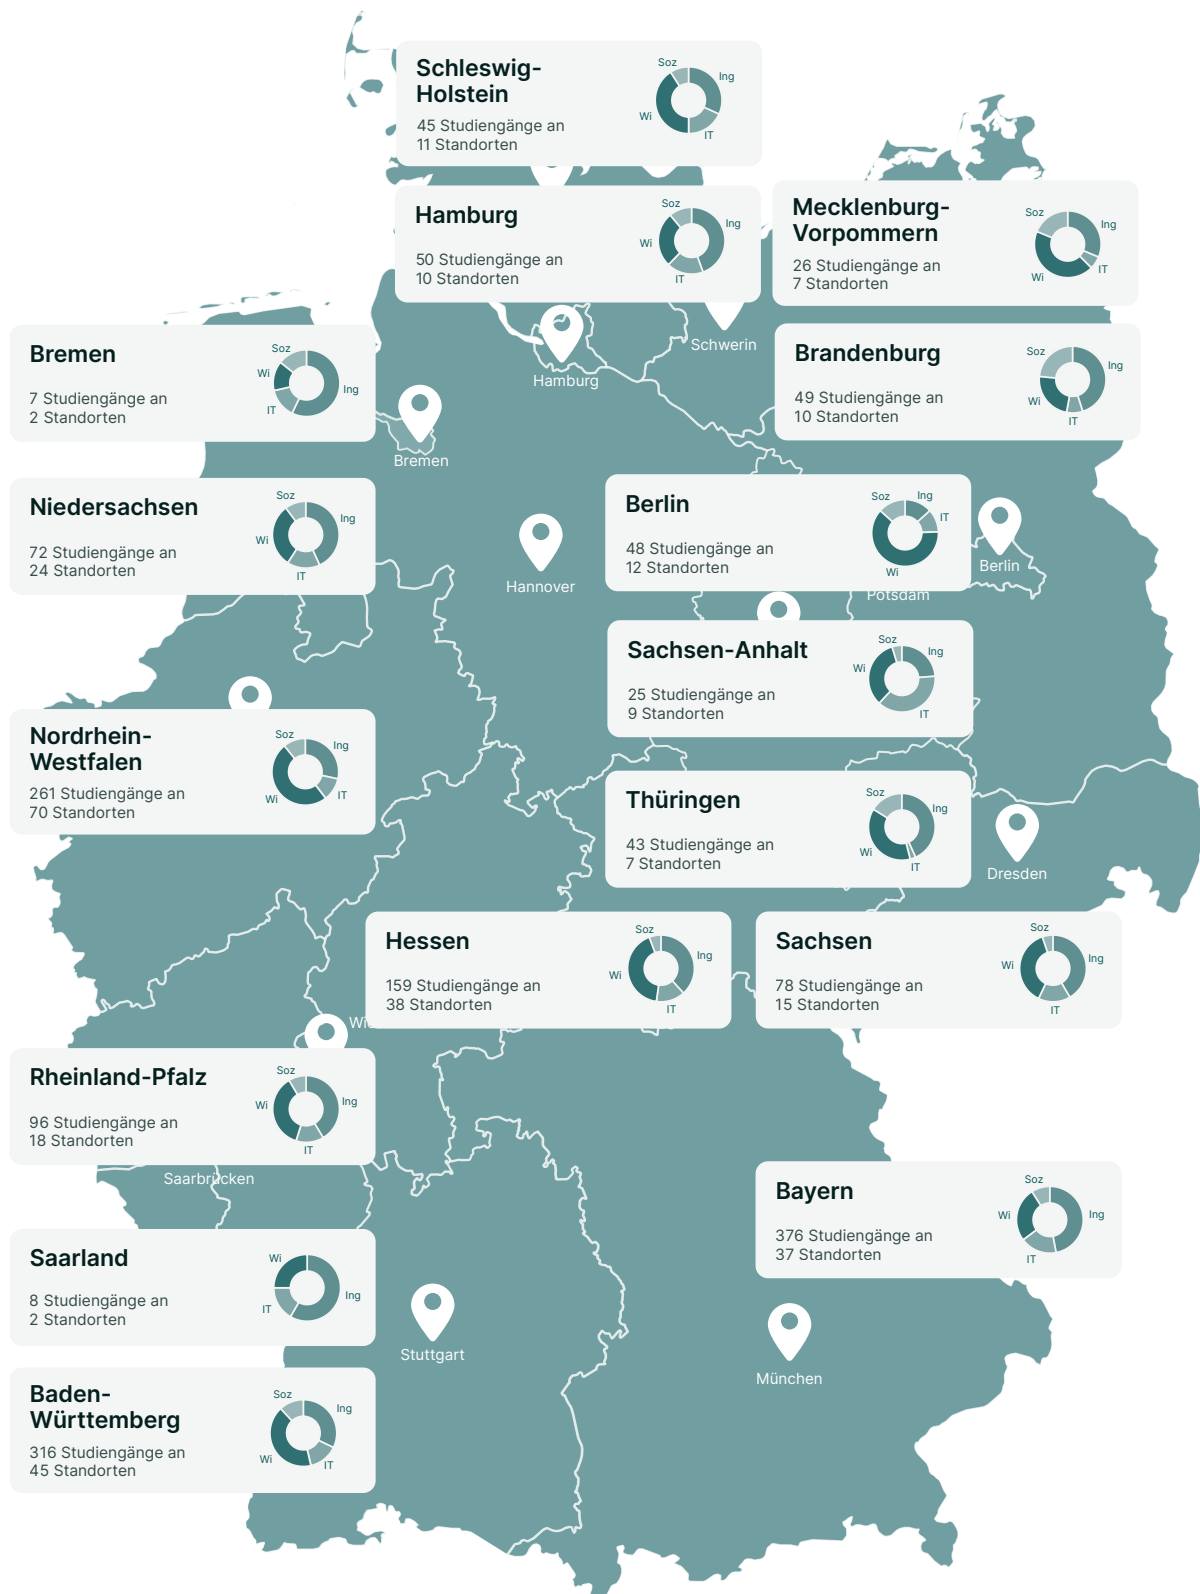 Schleswig-
Holstein
45 Studiengänge an
11 Standorten
Soz
Ing
Wi
IT
Hamburg
50 Studiengänge an
10 Standorten
Soz
Ing
Wi
IT
Mecklenburg-
Vorpommern
26 Studiengänge an
7 Standorten
Soz
Ing
IT
Wi
Schwerin
Hamburg
Bremen
7 Studiengänge an
2 Standorten
Soz
Wi
Ing
IT
Brandenburg
49 Studiengänge an
10 Standorten
Soz
Ing
Wi
IT
Bremen
Niedersachsen
72 Studiengänge an
24 Standorten
Soz
Ing
Wi
IT
Hannover
Berlin
48 Studiengänge an
12 Standorten
Soz
Ing
IT
Wi
Berlin
Potsdam
Sachsen-Anhalt
25 Studiengänge an
9 Standorten
Soz
Ing
Wi
IT
Nordrhein-
Westfalen
261 Studiengänge an
70 Standorten
Soz
Ing
Wi
IT
Thüringen
43 Studiengänge an
7 Standorten
Soz
Ing
Wi
IT
Dresden
Hessen
159 Studiengänge an
38 Standorten
Soz
Ing
Wi
IT
Sachsen
78 Studiengänge an
15 Standorten
Soz
Ing
Wi
IT
Rheinland-Pfalz
96 Studiengänge an
18 Standorten
Soz
Ing
Wi
IT
Saarbrücken
Bayern
376 Studiengänge an
37 Standorten
Soz
Ing
Wi
IT
Saarland
8 Studiengänge an
2 Standorten
Wi
Ing
IT
Stuttgart
München
Baden-
Württemberg
316 Studiengänge an
45 Standorten
Soz
Ing
Wi
IT